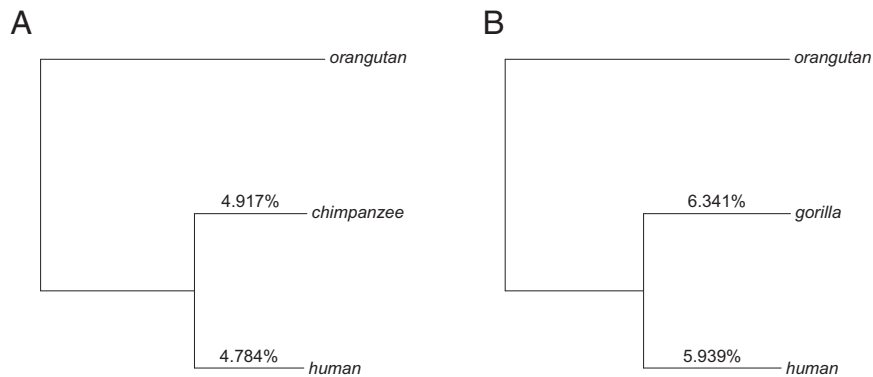 A
orangutan
4.917%
chimpanzee
4.784%
human
B
orangutan
6.341%
gorilla
5.939%
human